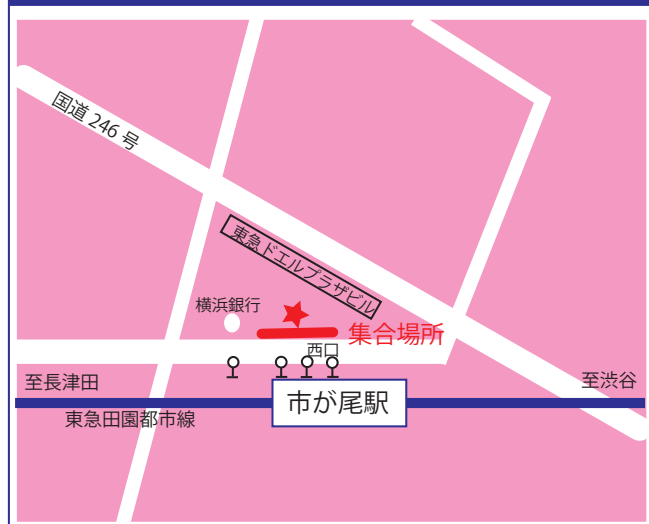 国道 246 号
東急ドエルプラザビル
横浜銀行
集合場所
西口
至長津田
至渋谷
市が尾駅
東急田園都市線